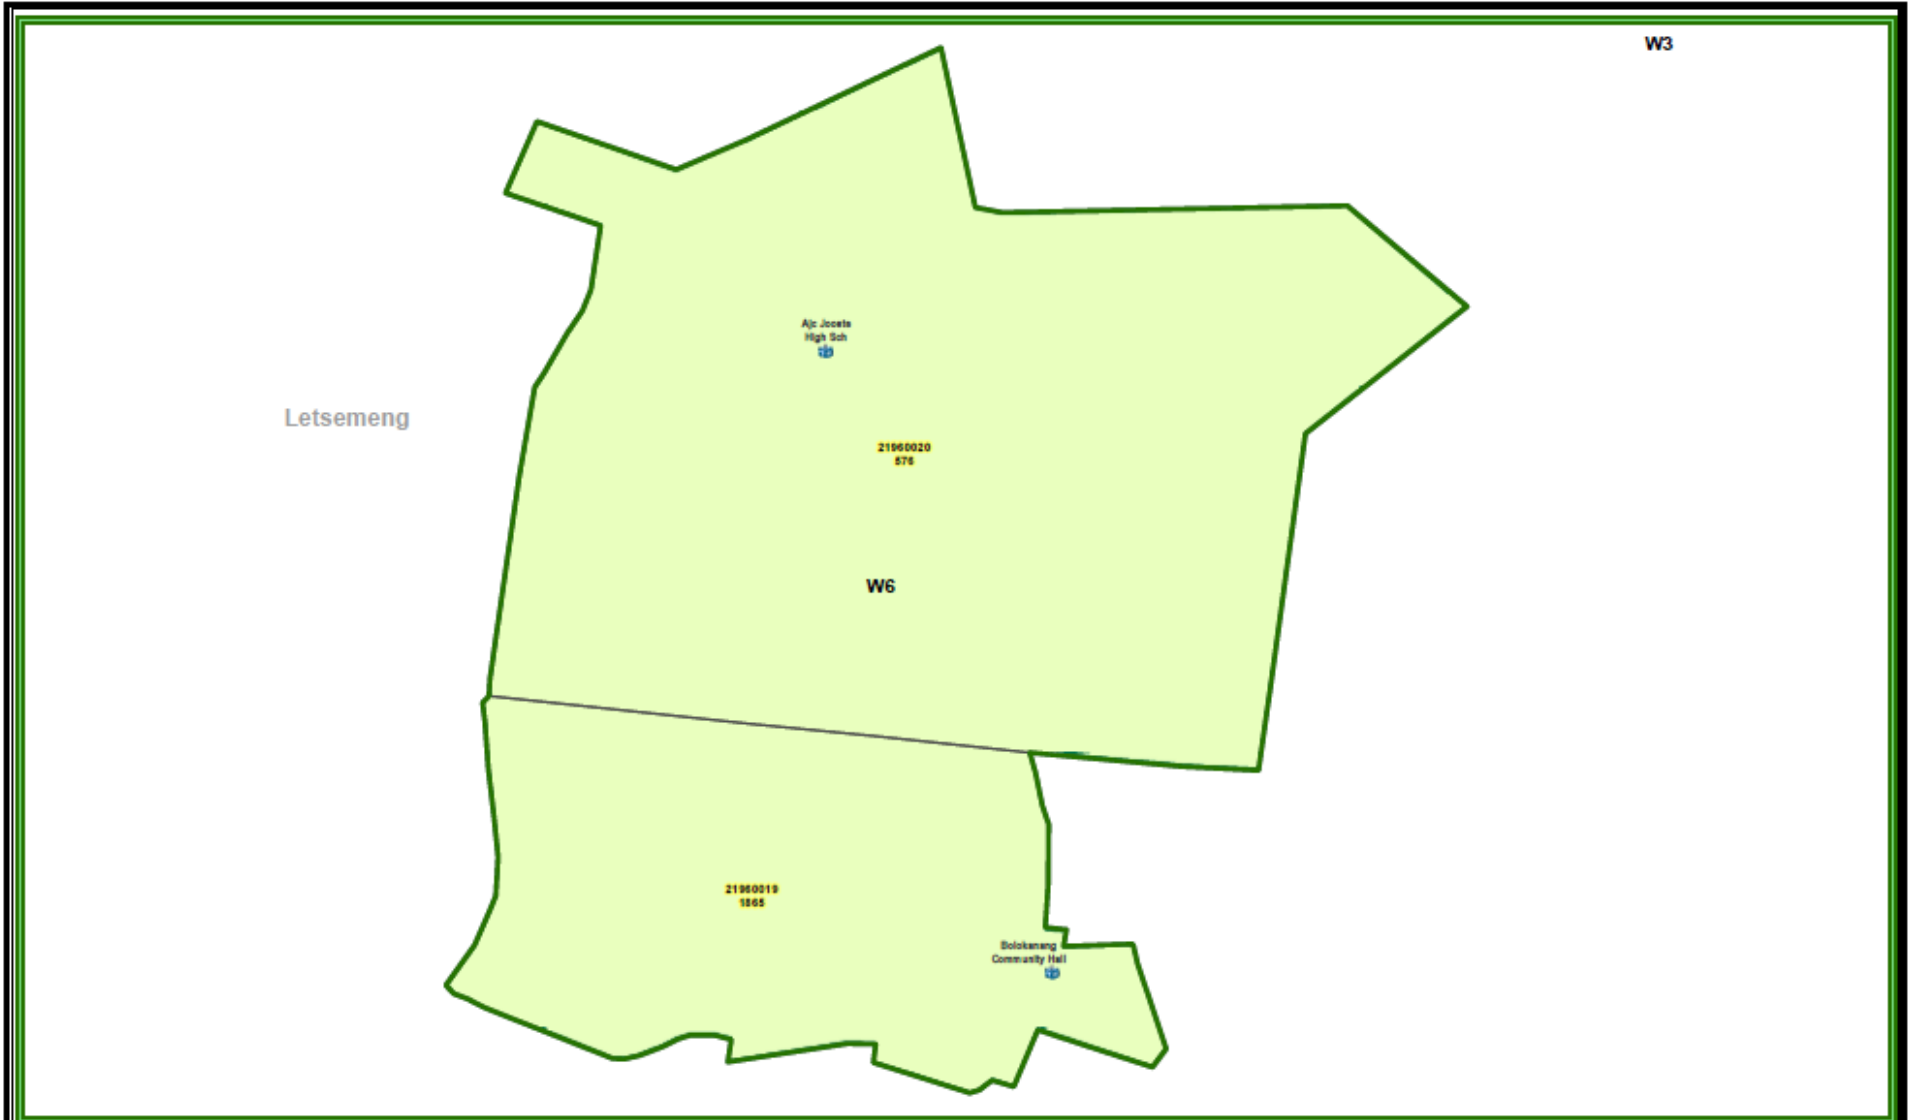 W3
Ajc Jooste
High Sch
Letsemeng
21960020
576
W6
21960019
1865
Bolokanang
Community Hall